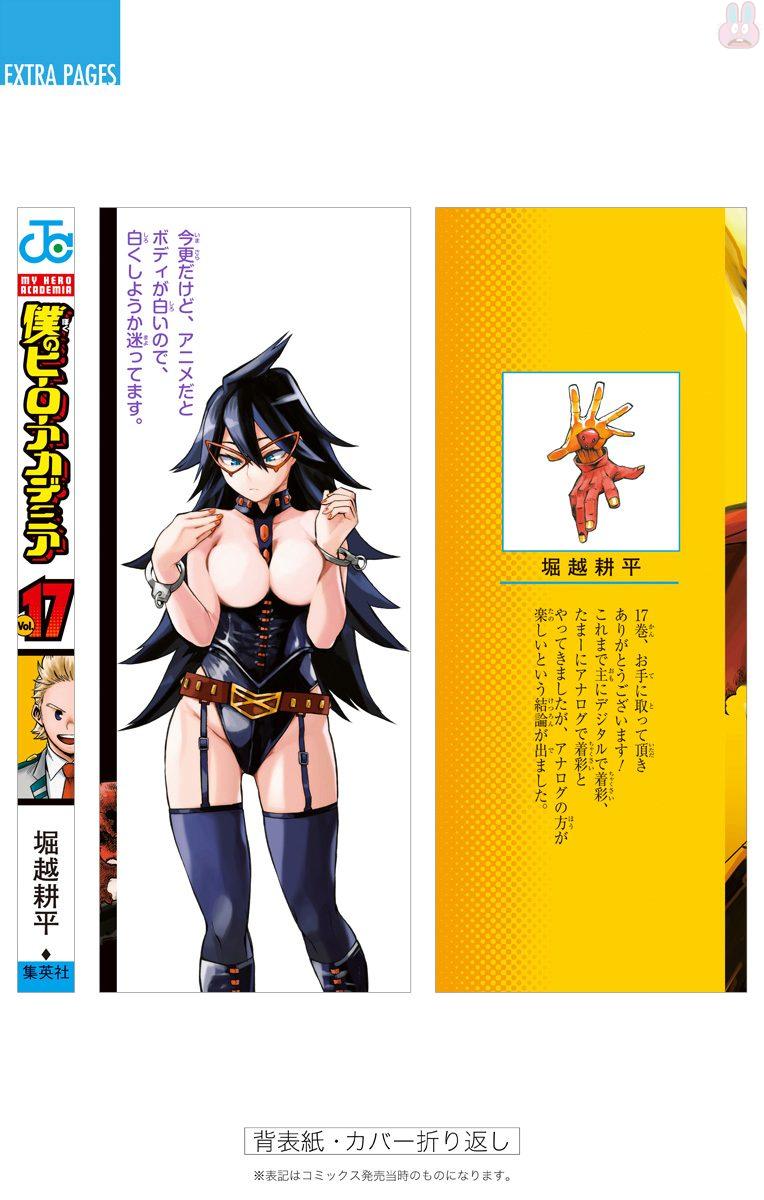 EXTRA PAGES
JC
MY HERO
ACADEMIA
僕のヒーローアカデミア
ぼく
Vol.17
堀越耕平
◆
集英社
今更だけど、アニメだと
ボディが白いので、
白くしようか迷ってます。
堀越耕平
17巻、お手に取って頂き
ありがとうございます!
これまで主にデジタルで着彩、
たまーにアナログで着彩と
やってきましたが、アナログの方が
楽しいという結論が出ました。
背表紙・カバー折り返し
※表記はコミックス発売当時のものになります。